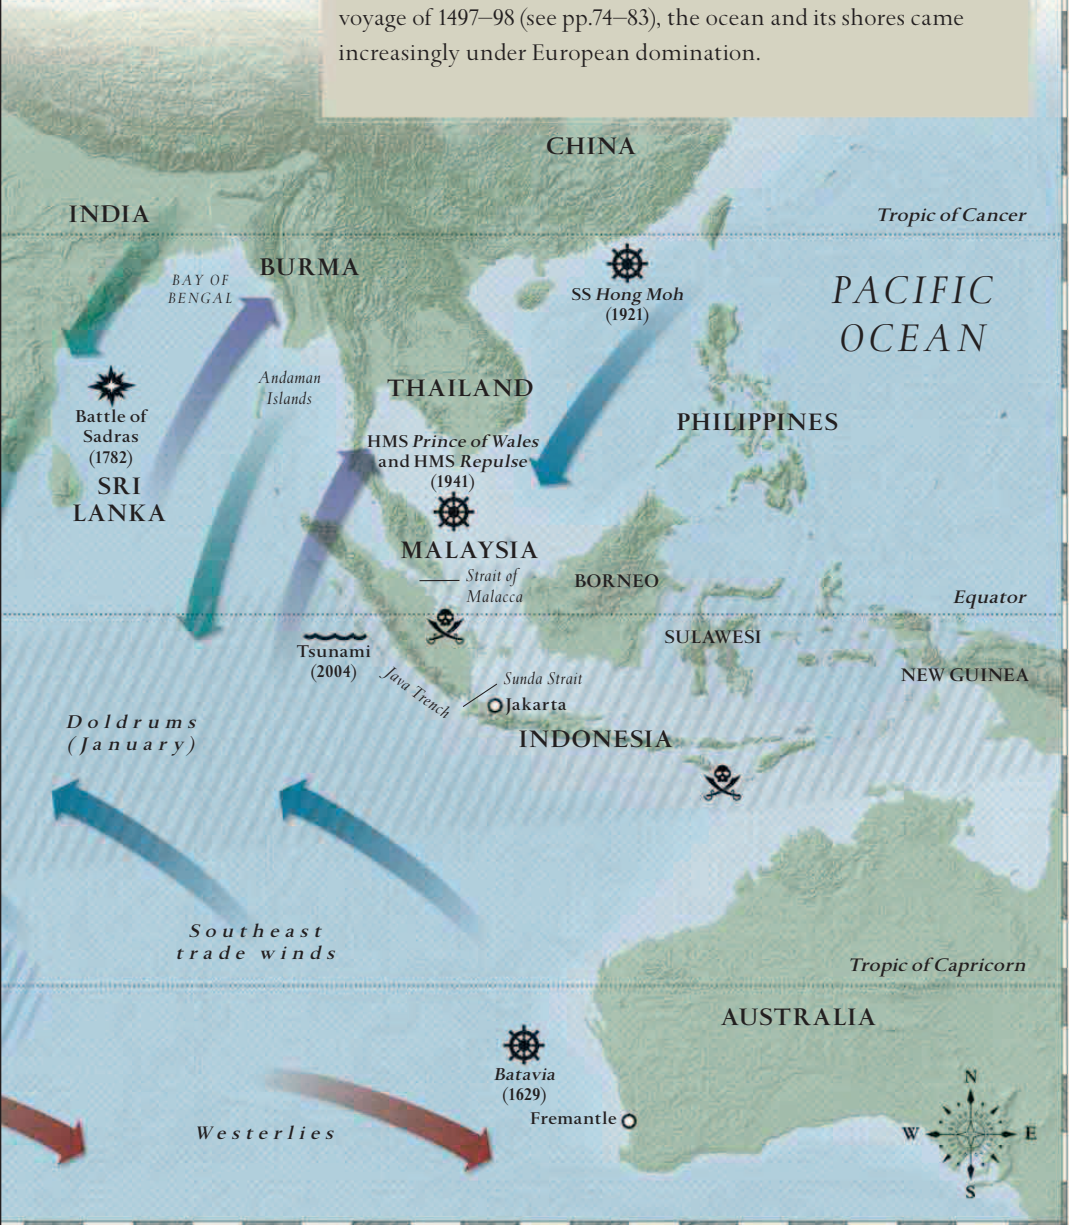 voyage of 1497–98 (see pp.74–83), the ocean and its shores came
increasingly under European domination.
CHINA
INDIA
Tropic of Cancer
BURMA
BAY OF
BENGAL
SS Hong Moh
(1921)
PACIFIC
OCEAN
Andaman
Islands
THAILAND
Battle of
Sadras
(1782)
PHILIPPINES
HMS Prince of Wales
and HMS Repulse
(1941)
SRI
LANKA
MALAYSIA
Strait of
Malacca
BORNEO
Equator
SULAWESI
Tsunami
(2004)
NEW GUINEA
Java Trench
Sunda Strait
Jakarta
Doldrums
(January)
INDONESIA
Southeast
trade winds
Tropic of Capricorn
AUSTRALIA
Batavia
(1629)
Fremantle
Westerlies
N
W
E
S